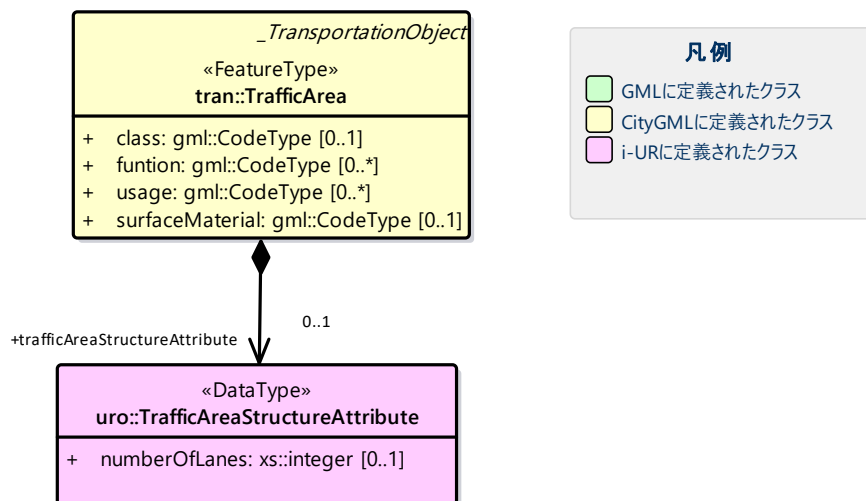 _TransportationObject
«FeatureType»
tran::TrafficArea
+ class: gml::CodeType [0..1]
+ funtion: gml::CodeType [0..*]
+ usage: gml::CodeType [0..*]
+ surfaceMaterial: gml::CodeType [0..1]
凡例
GMLに定義されたクラス
CityGMLに定義されたクラス
i-URに定義されたクラス
0..1
+trafficAreaStructureAttribute
«DataType»
uro::TrafficAreaStructureAttribute
+ numberOfLanes: xs::integer [0..1]